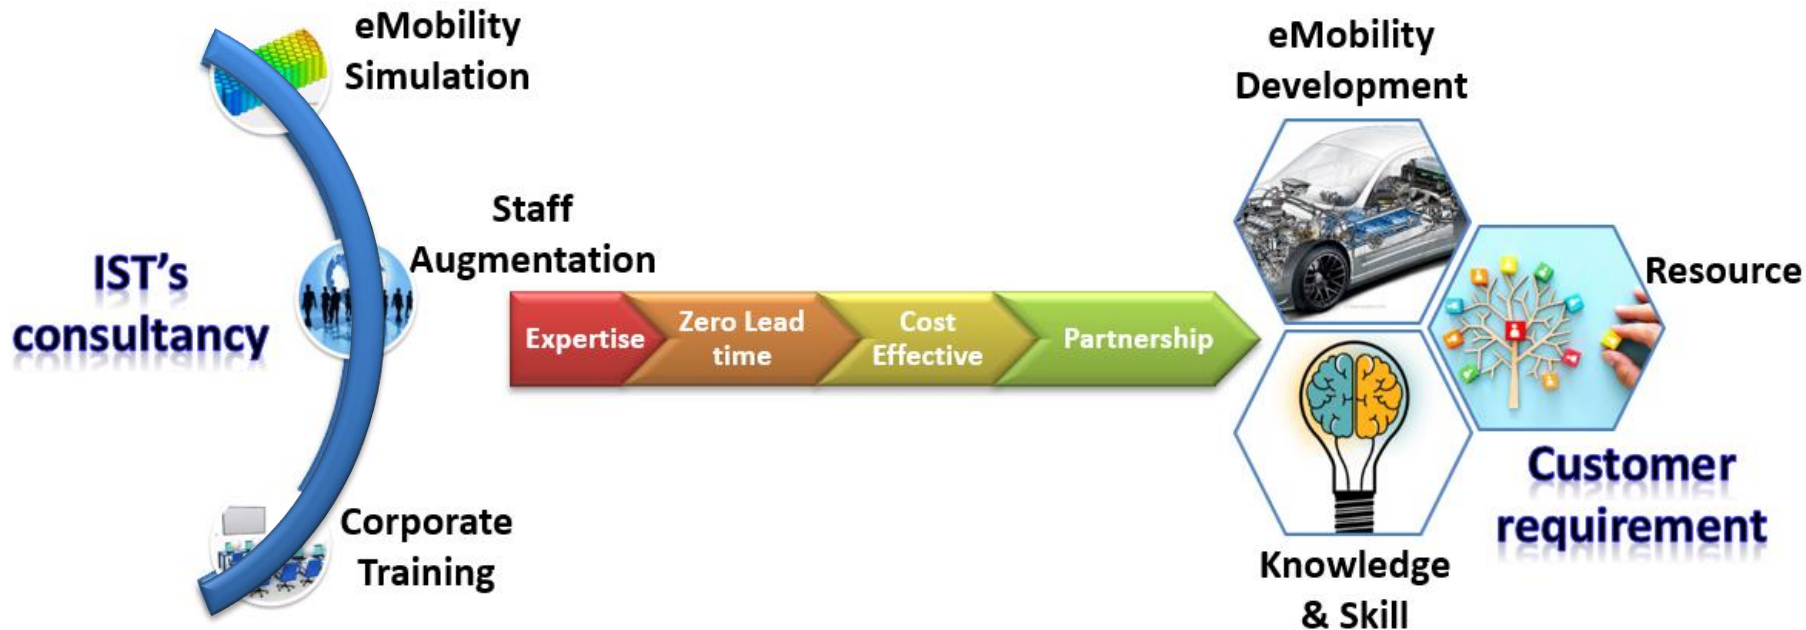 eMobility
Simulation
Staff
Augmentation
IST's
consultancy
Corporate
Training
Expertise
Zero Lead
time
Cost
Effective
Partnership
eMobility
Development
Resource
Customer
requirement
Knowledge
& Skill